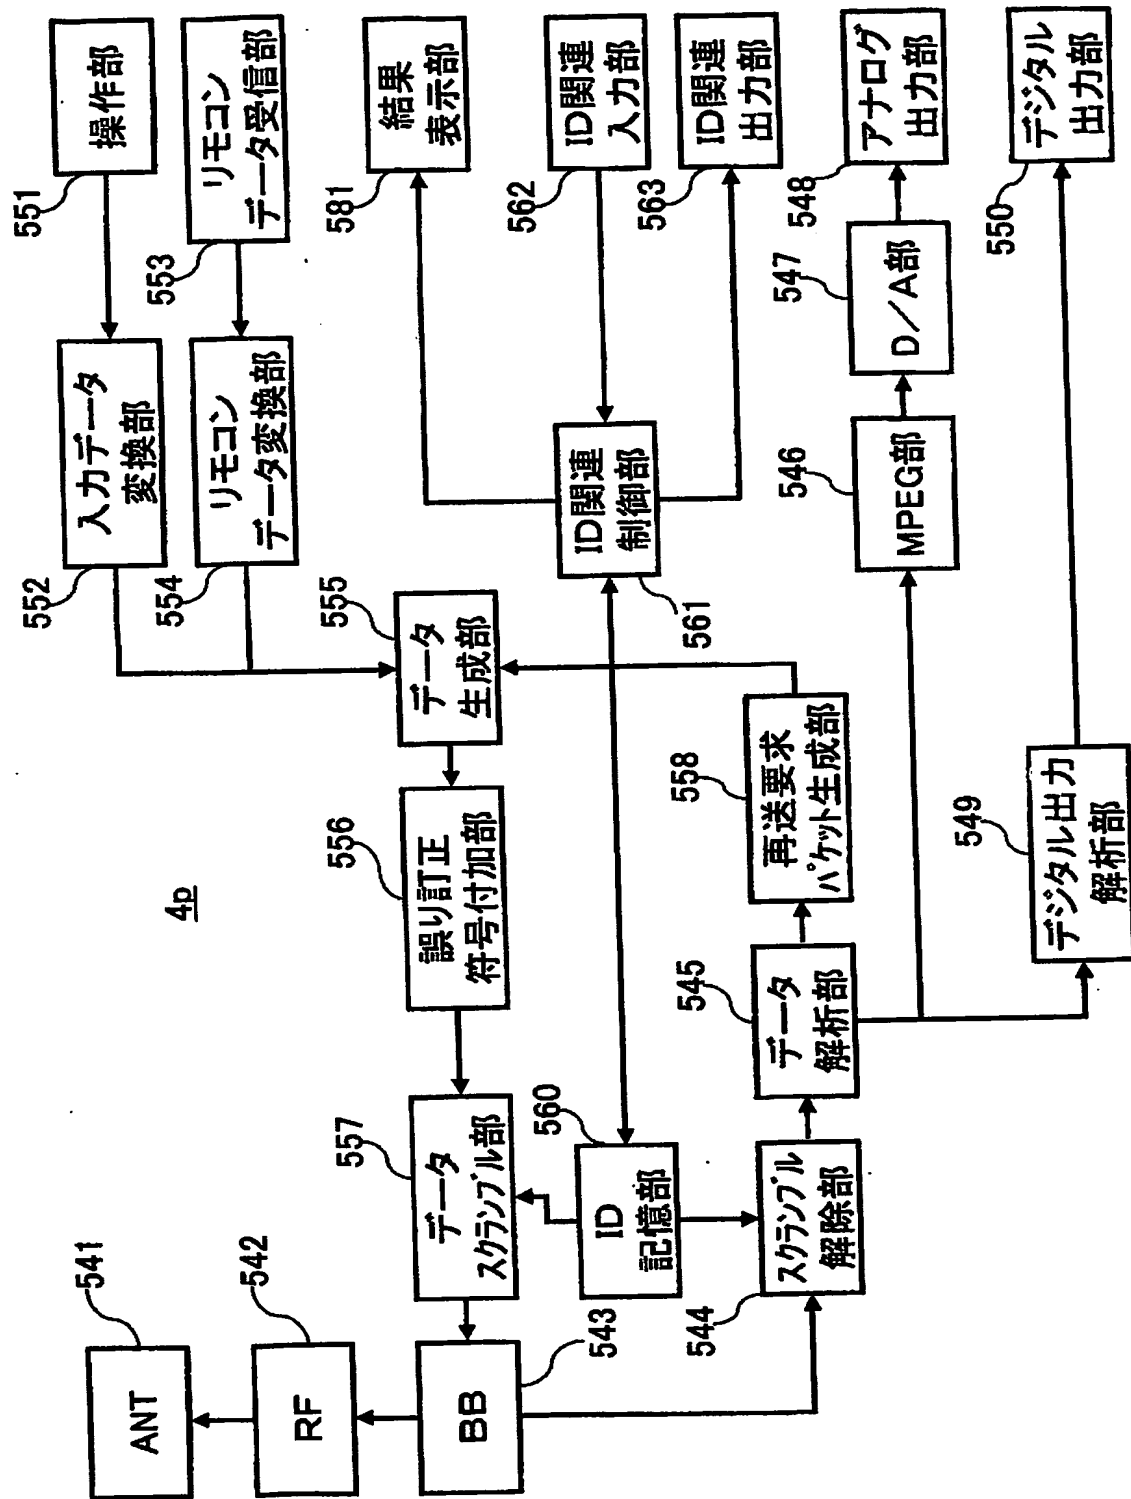 4p
541
ANT
542
RF
543
BB
557
データ
スクランブル部
556
誤り訂正
符号付加部
555
データ
生成部
552
入力データ
変換部
551
操作部
554
リモコン
データ変換部
553
リモコン
データ受信部
581
結果
表示部
560
ID
記憶部
561
ID関連
制御部
562
ID関連
入力部
563
ID関連
出力部
544
スクランブル
解除部
545
データ
解析部
558
再送要求
パケット生成部
546
MPEG部
547
D/A部
548
アナログ
出力部
549
デジタル出力
解析部
550
デジタル
出力部